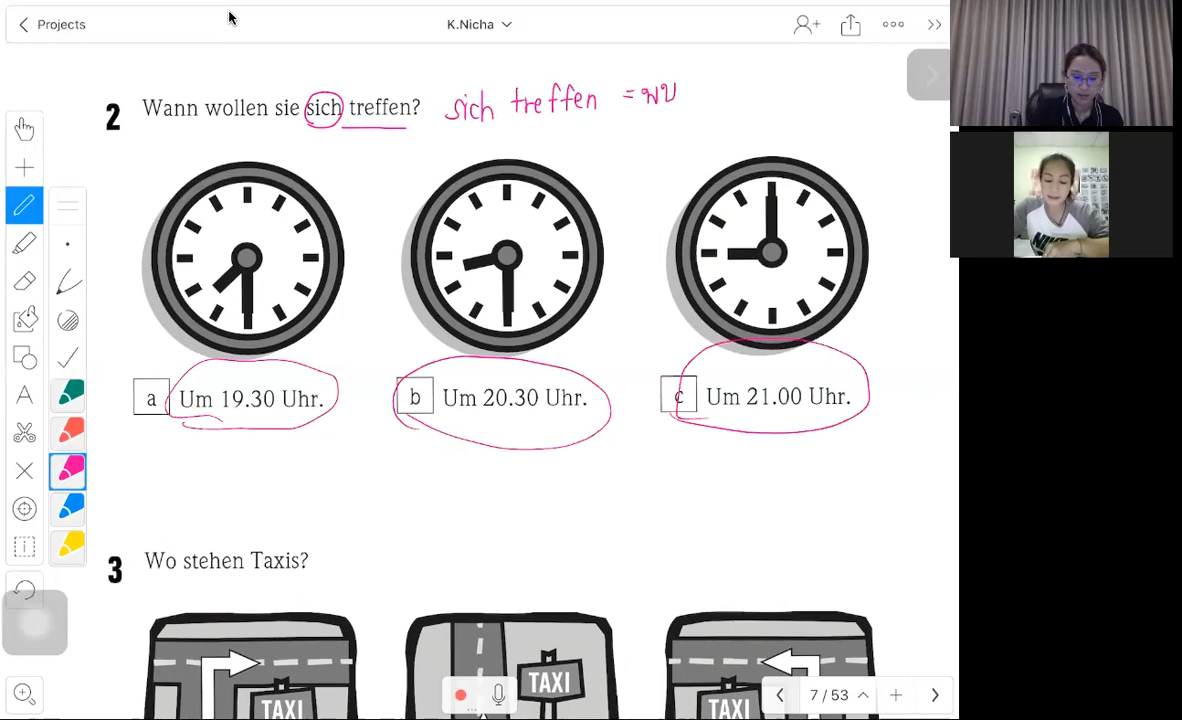 Projects
K.Nicha
2 Wann wollen sie sich treffen? sich treffen = พบ
a Um 19.30 Uhr.
b Um 20.30 Uhr.
c Um 21.00 Uhr.
A
3 Wo stehen Taxis?
TAXI
TAXI
TAXI
7 / 53
NIKE